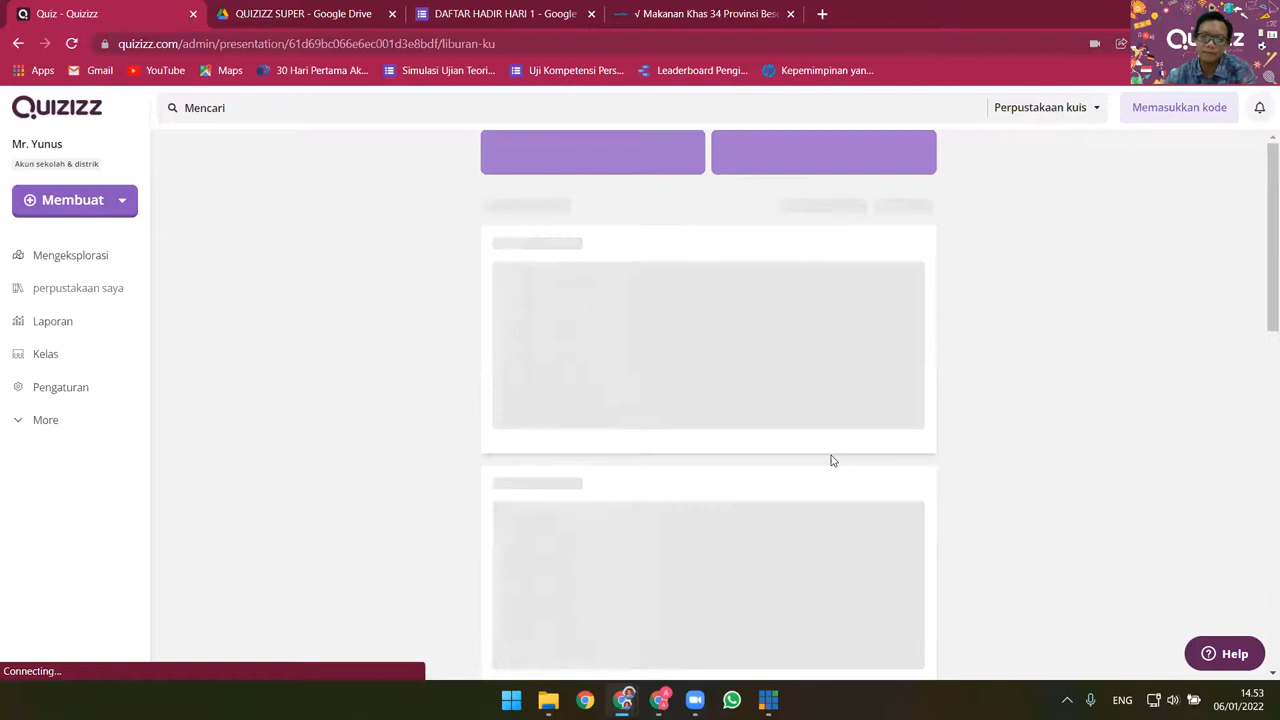 Quiz - Quizizz
QUIZIZZ SUPER - Google Drive
DAFTAR HADIR HARI 1 - Google
√ Makanan Khas 34 Provinsi Bes
quizizz.com/admin/presentation/61d69bc066e6ec001d3e8bdf/liburan-ku
Apps
Gmail
YouTube
Maps
30 Hari Pertama Ak...
Simulasi Ujian Teori...
Uji Kompetensi Pers...
Leaderboard Pengi...
Kepemimpinan yan...
QUIZIZZ
Mencari
Perpustakaan kuis
Memasukkan kode
Mr. Yunus
Akun sekolah & distrik
Membuat
Mengeksplorasi
perpustakaan saya
Laporan
Kelas
Pengaturan
More
Help
Connecting...
ENG
14.53
06/01/2022